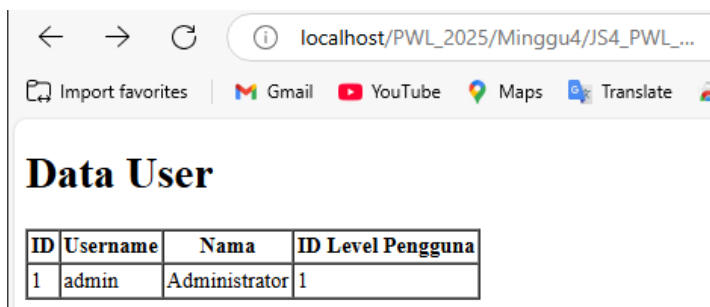 localhost/PWL_2025/Minggu4/JS4_PWL_...
Import favorites Gmail YouTube Maps Translate
Data User
ID Username Nama ID Level Pengguna
1 admin Administrator 1